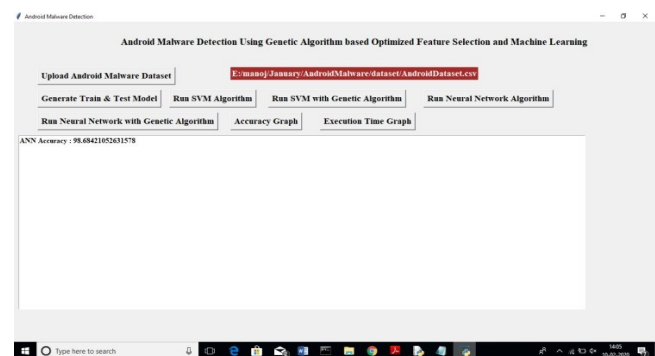 Android Malware Detection
Android Malware Detection Using Genetic Algorithm based Optimized Feature Selection and Machine Learning
Upload Android Malware Dataset
E:/manoj/January/AndroidMalware/dataset/AndroidDataset.csv
Generate Train & Test Model
Run SVM Algorithm
Run SVM with Genetic Algorithm
Run Neural Network Algorithm
Run Neural Network with Genetic Algorithm
Accuracy Graph
Execution Time Graph
ANN Accuracy : 98.68421052631578
Type here to search
14:05
10-02-2020